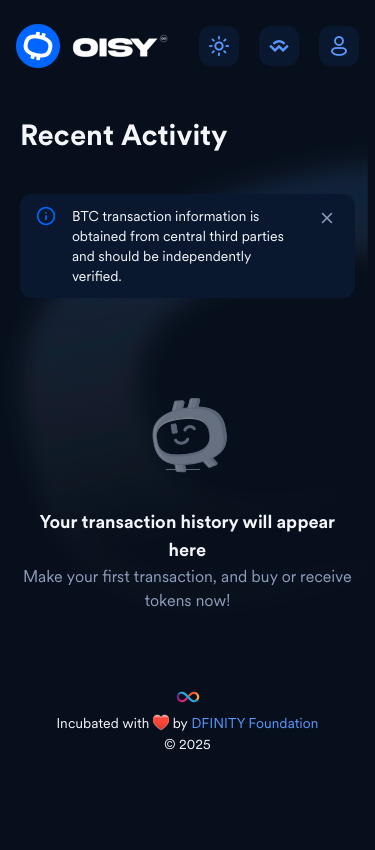 OISY
Recent Activity
BTC transaction information is
obtained from central third parties
and should be independently
verified.
Your transaction history will appear
here
Make your first transaction, and buy or receive
tokens now!
Incubated with ❤️ by DFINITY Foundation
© 2025